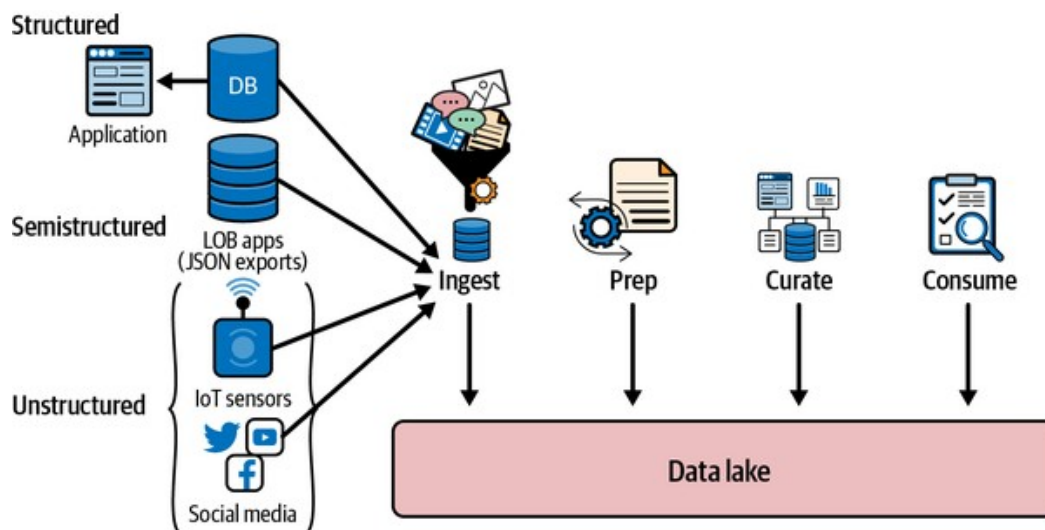 Structured
DB
Application
Semistructured
LOB apps
(JSON exports)
Ingest
Prep
Curate
Consume
Unstructured
IoT sensors
Social media
Data lake